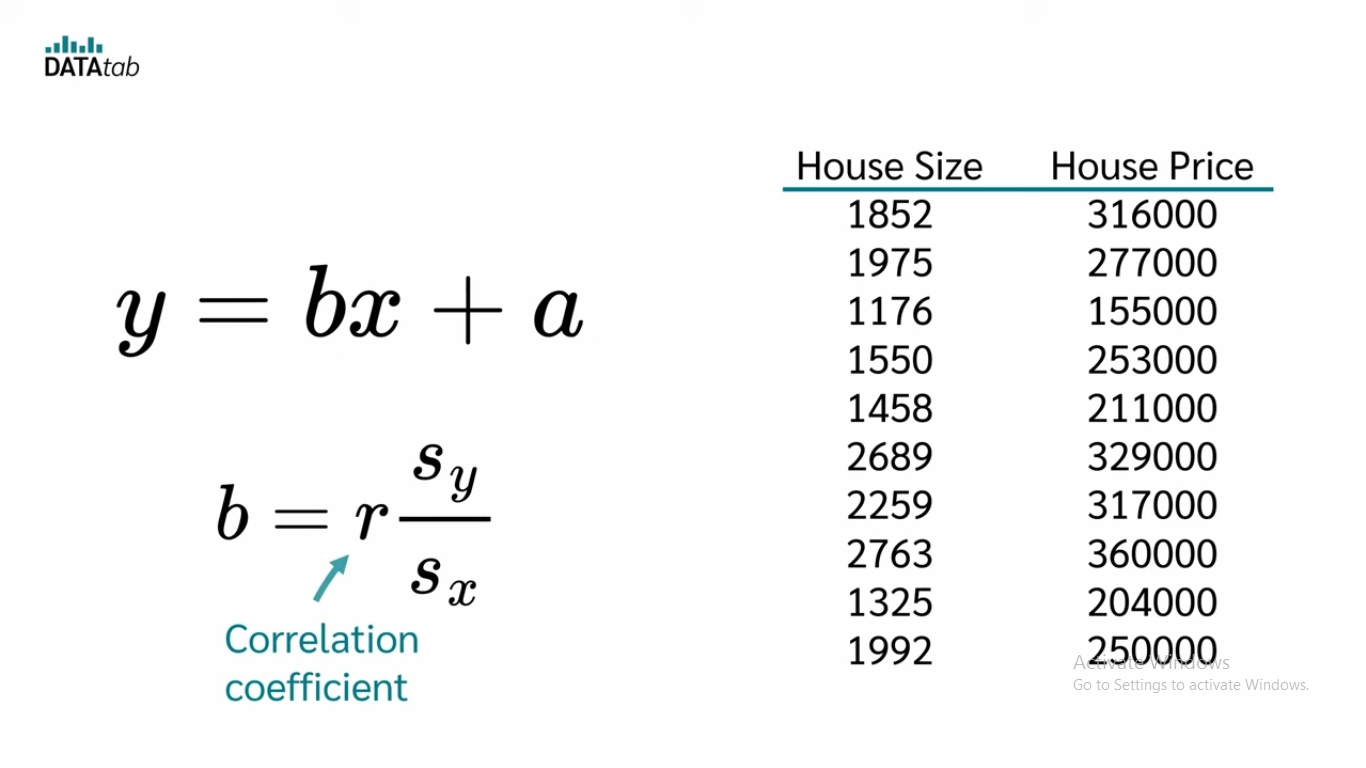 DATAtab
y = bx + a
b = r s_y / s_x
Correlation
coefficient
House Size House Price
1852 316000
1975 277000
1176 155000
1550 253000
1458 211000
2689 329000
2259 317000
2763 360000
1325 204000
1992 250000
Activate Windows
Go to Settings to activate Windows.